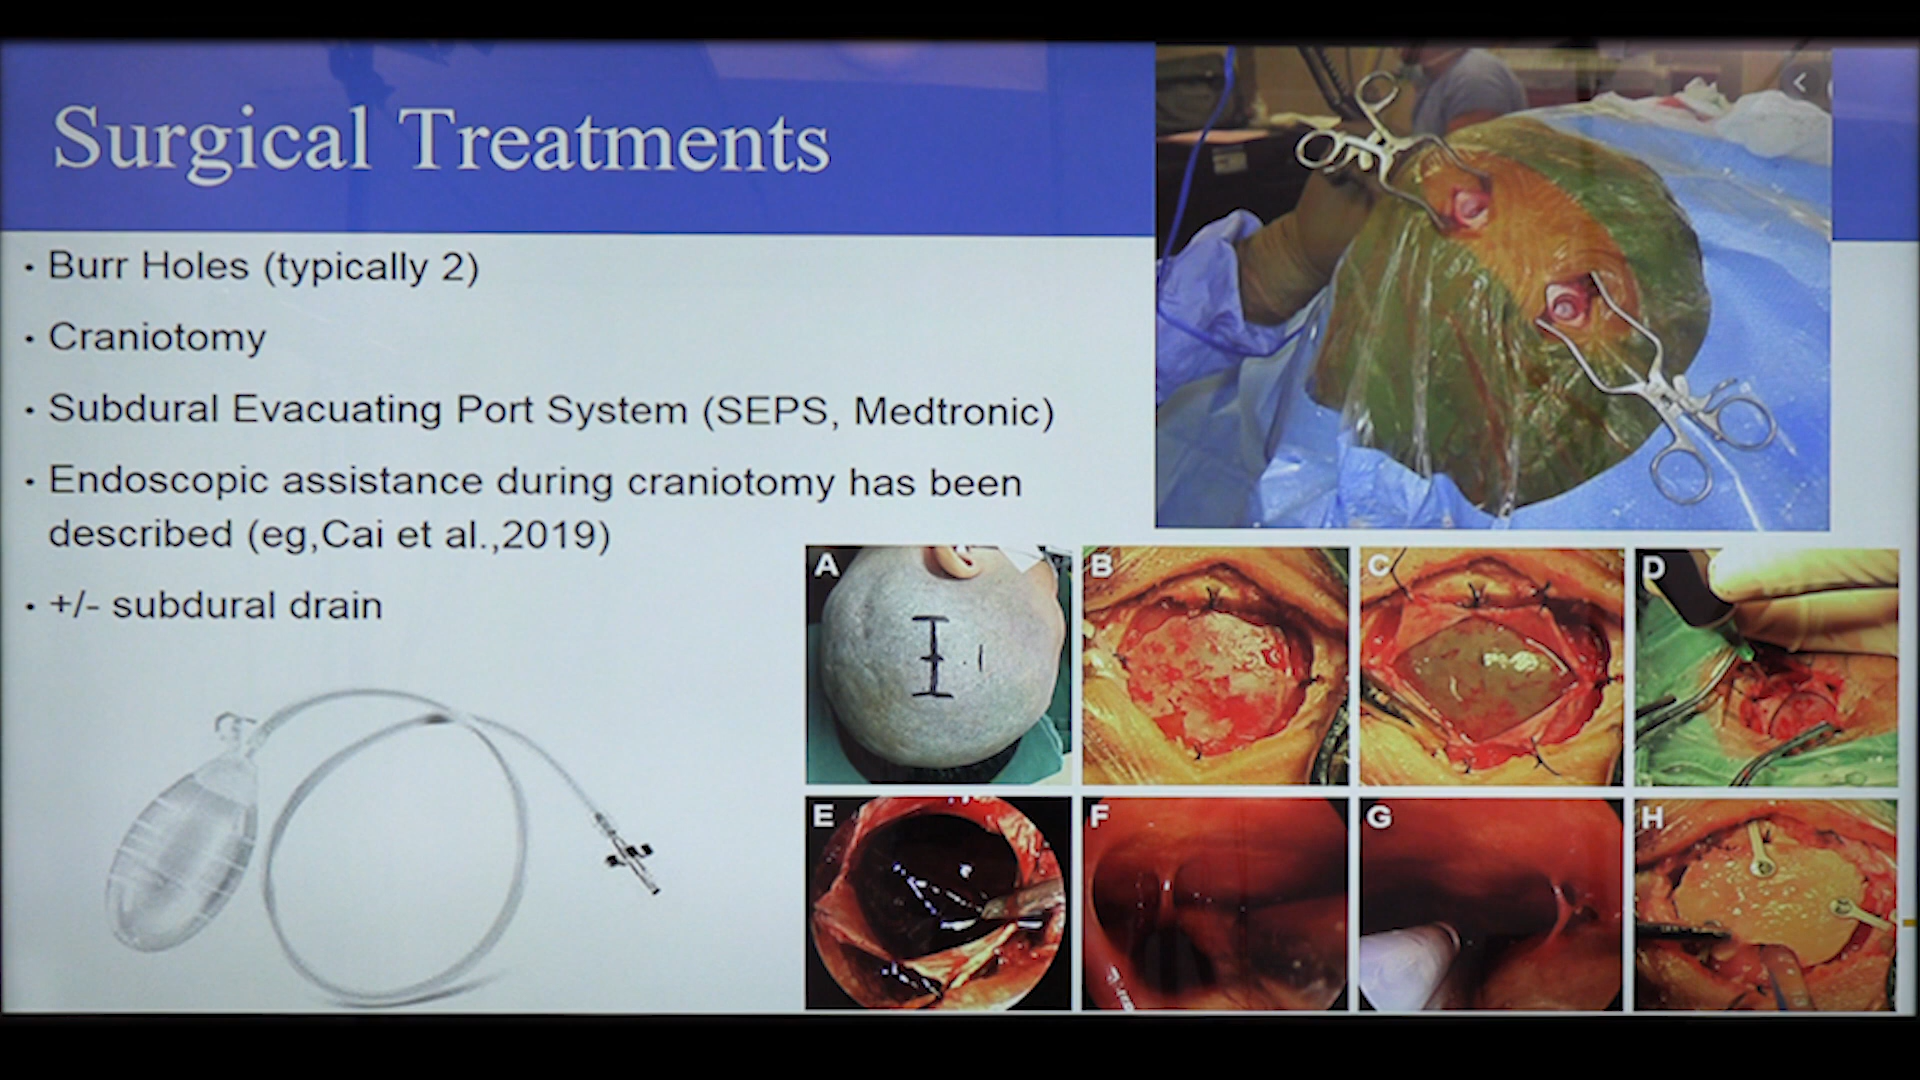 Surgical Treatments
• Burr Holes (typically 2)
• Craniotomy
• Subdural Evacuating Port System (SEPS, Medtronic)
• Endoscopic assistance during craniotomy has been
described (eg,Cai et al.,2019)
• +/- subdural drain
A
B
C
D
E
F
G
H